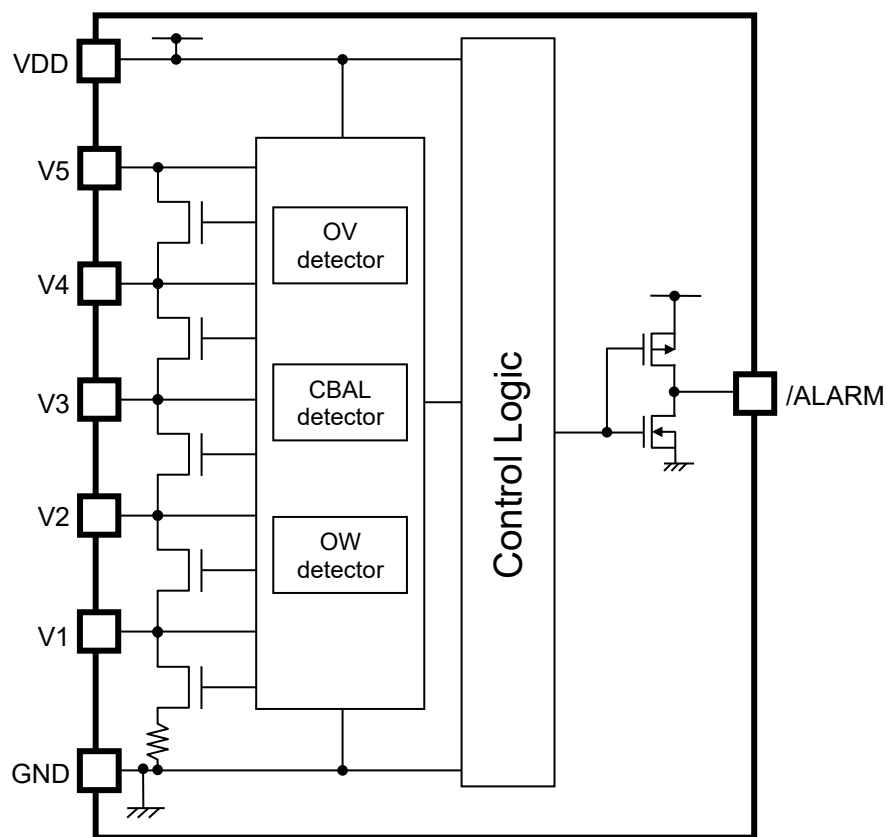 VDD
V5
OV
detector
V4
V3
CBAL
detector
Control Logic
/ALARM
V2
OW
detector
V1
GND